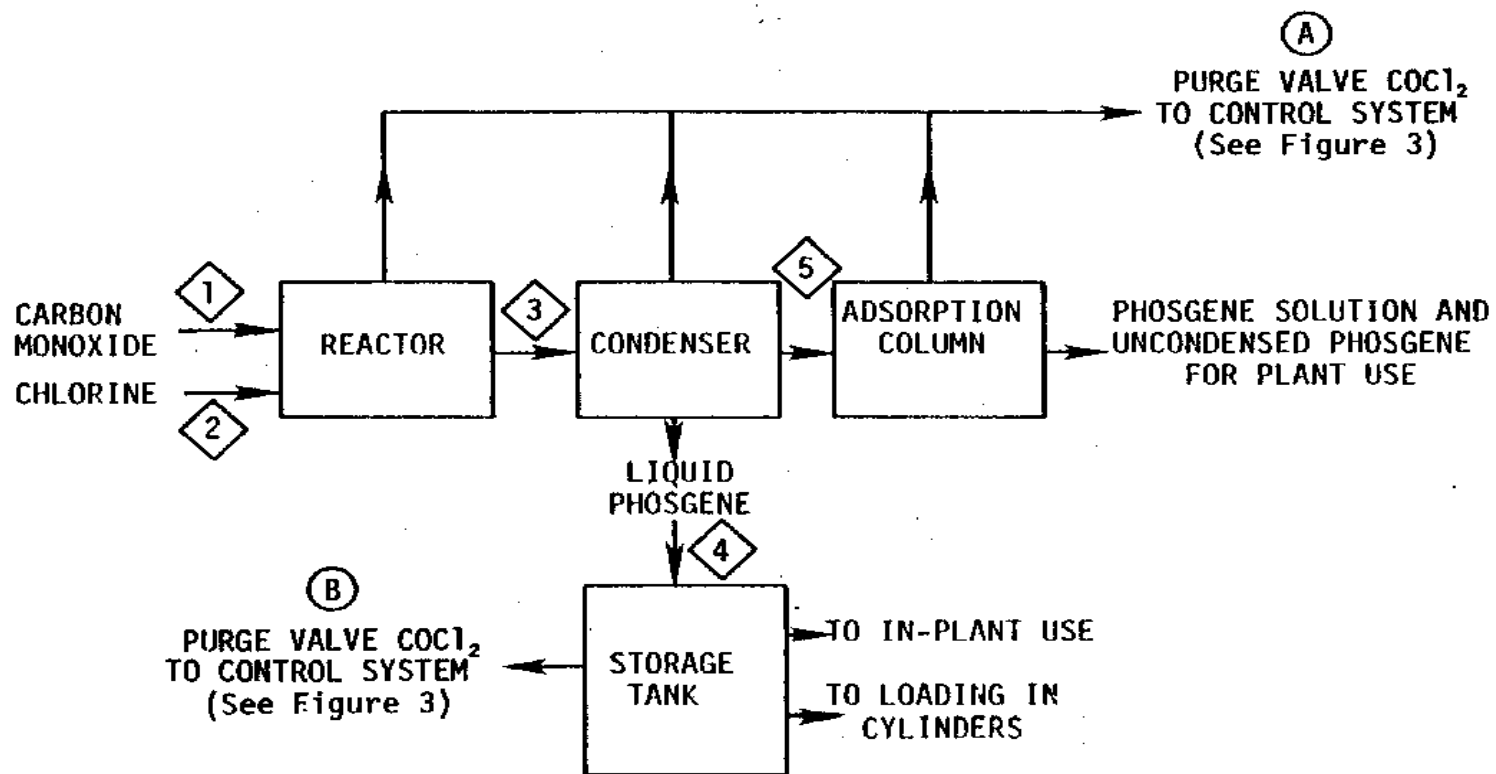 A
PURGE VALVE COCl₂
TO CONTROL SYSTEM
(See Figure 3)
1
CARBON
MONOXIDE
CHLORINE
2
REACTOR
3
CONDENSER
5
ADSORPTION
COLUMN
PHOSGENE SOLUTION AND
UNCONDENSED PHOSGENE
FOR PLANT USE
LIQUID
PHOSGENE
4
B
PURGE VALVE COCl₂
TO CONTROL SYSTEM
(See Figure 3)
STORAGE
TANK
TO IN-PLANT USE
TO LOADING IN
CYLINDERS